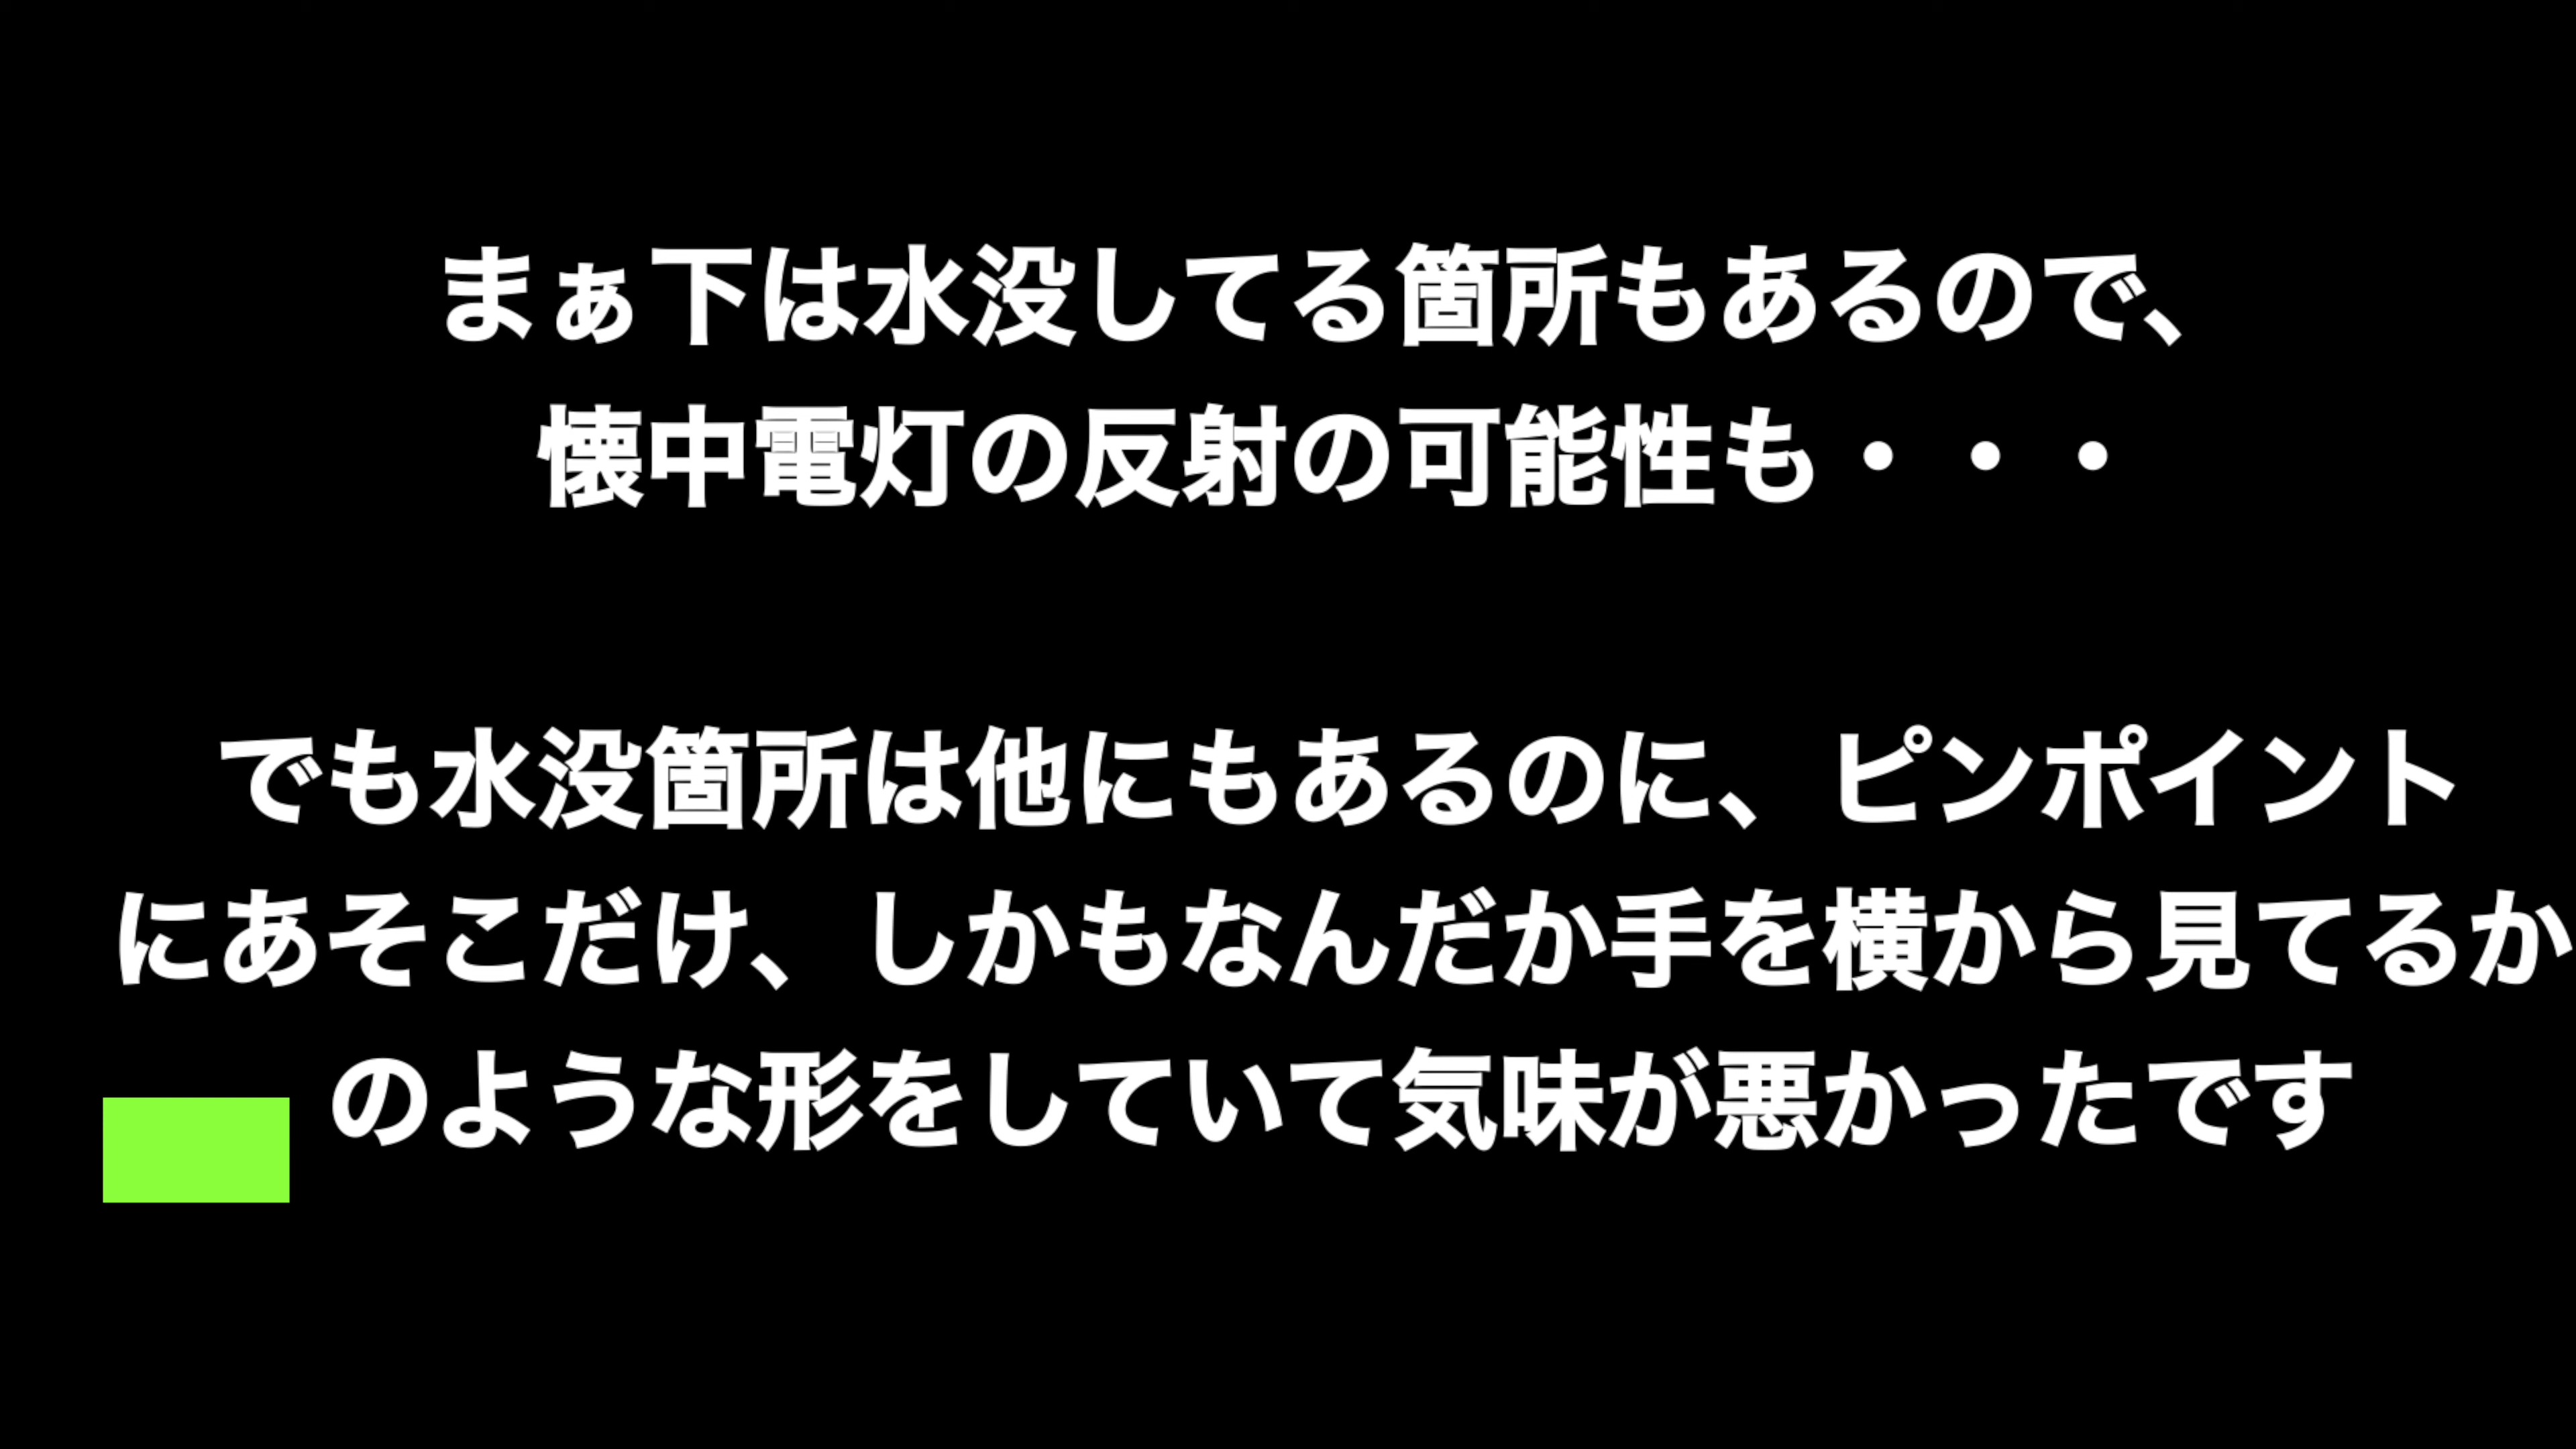 まぁ下は水没してる箇所もあるので、
懐中電灯の反射の可能性も・・・
でも水没箇所は他にもあるのに、ピンポイント
にあそこだけ、しかもなんだか手を横から見てるか
のような形をしていて気味が悪かったです